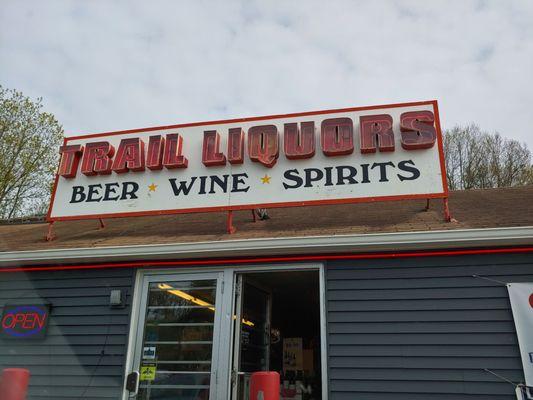 TRAIL LIQUORS
BEER ★ WINE ★ SPIRITS
OPEN